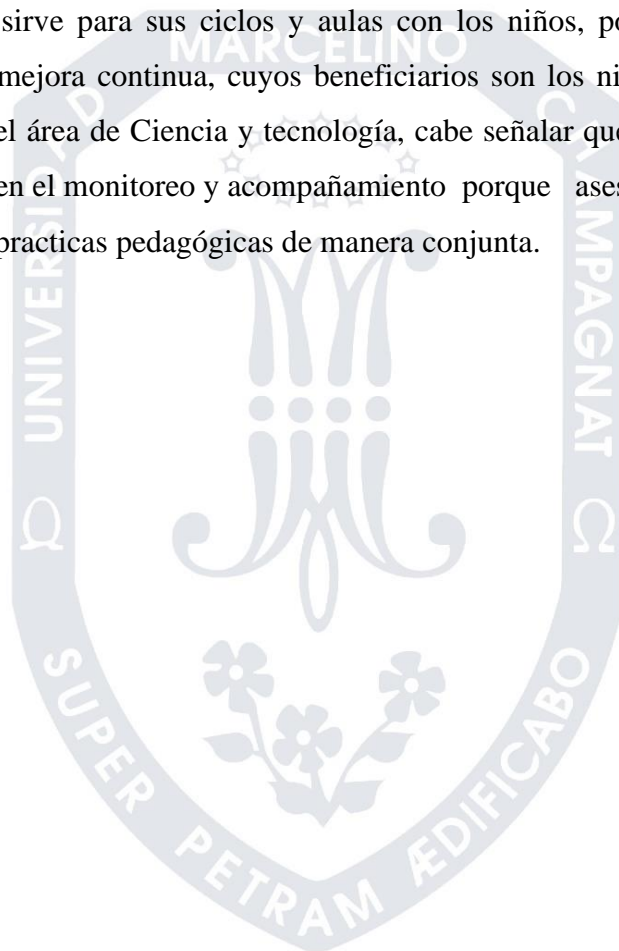 sirve para sus ciclos y aulas con los niños, po
mejora continua, cuyos beneficiarios son los ni
el área de Ciencia y tecnología, cabe señalar que
en el monitoreo y acompañamiento porque ases
practicas pedagógicas de manera conjunta.
UNIVERSIDAD
MARCELINO
CHAMPAGNAT
SUPER PETRAM ÆDIFICABO